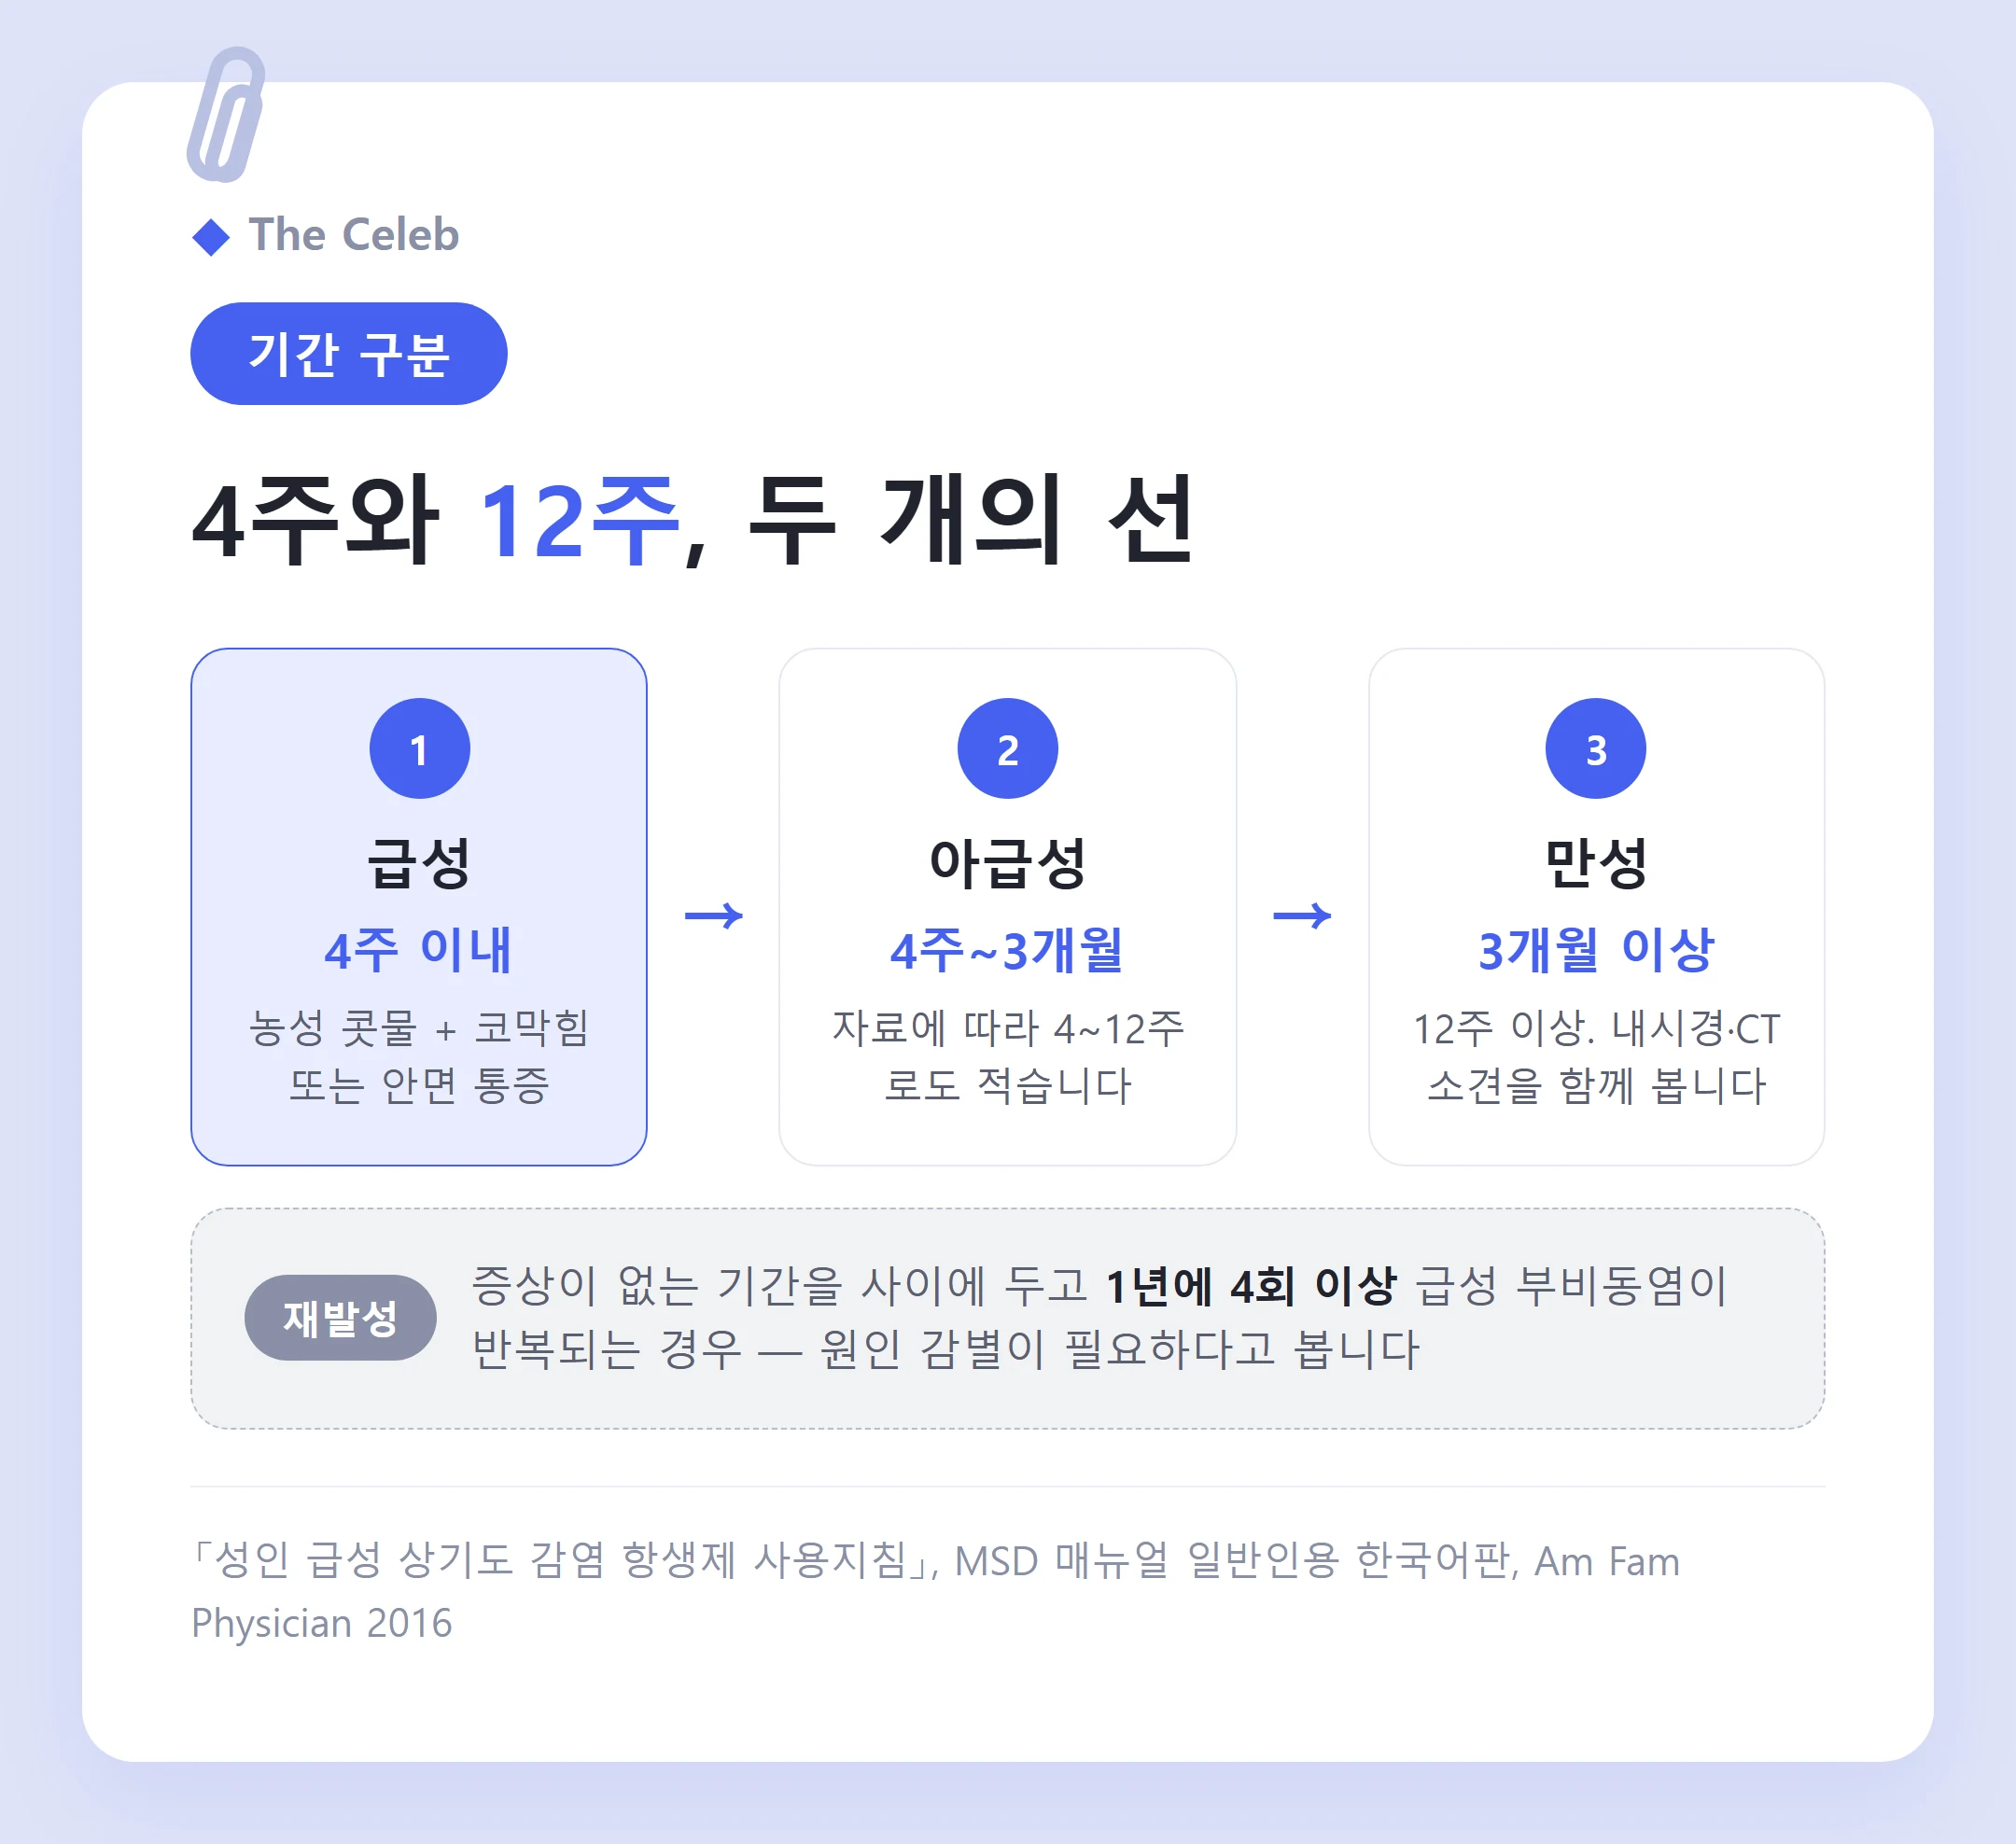 The Celeb
기간 구분
4주와 12주, 두 개의 선
1
급성
4주 이내
농성 콧물 + 코막힘
또는 안면 통증
→
2
아급성
4주~3개월
자료에 따라 4~12주
로도 적습니다
→
3
만성
3개월 이상
12주 이상. 내시경·CT
소견을 함께 봅니다
재발성
증상이 없는 기간을 사이에 두고 1년에 4회 이상 급성 부비동염이
반복되는 경우 — 원인 감별이 필요하다고 봅니다
「성인 급성 상기도 감염 항생제 사용지침」, MSD 매뉴얼 일반인용 한국어판, Am Fam
Physician 2016